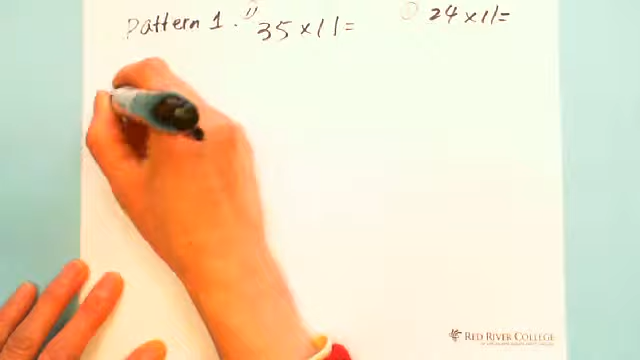 Pattern 1. 35 × 11 =
24 × 11 =
RED RIVER COLLEGE